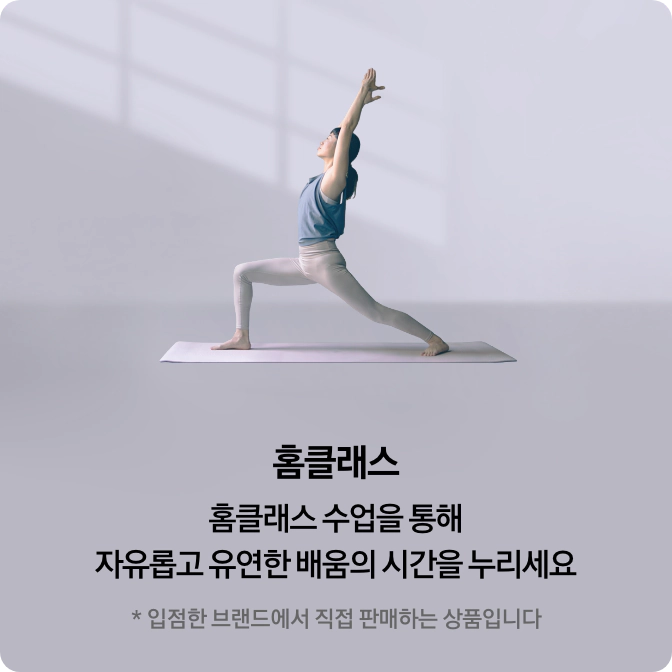 홈클래스
홈클래스 수업을 통해
자유롭고 유연한 배움의 시간을 누리세요
* 입점한 브랜드에서 직접 판매하는 상품입니다